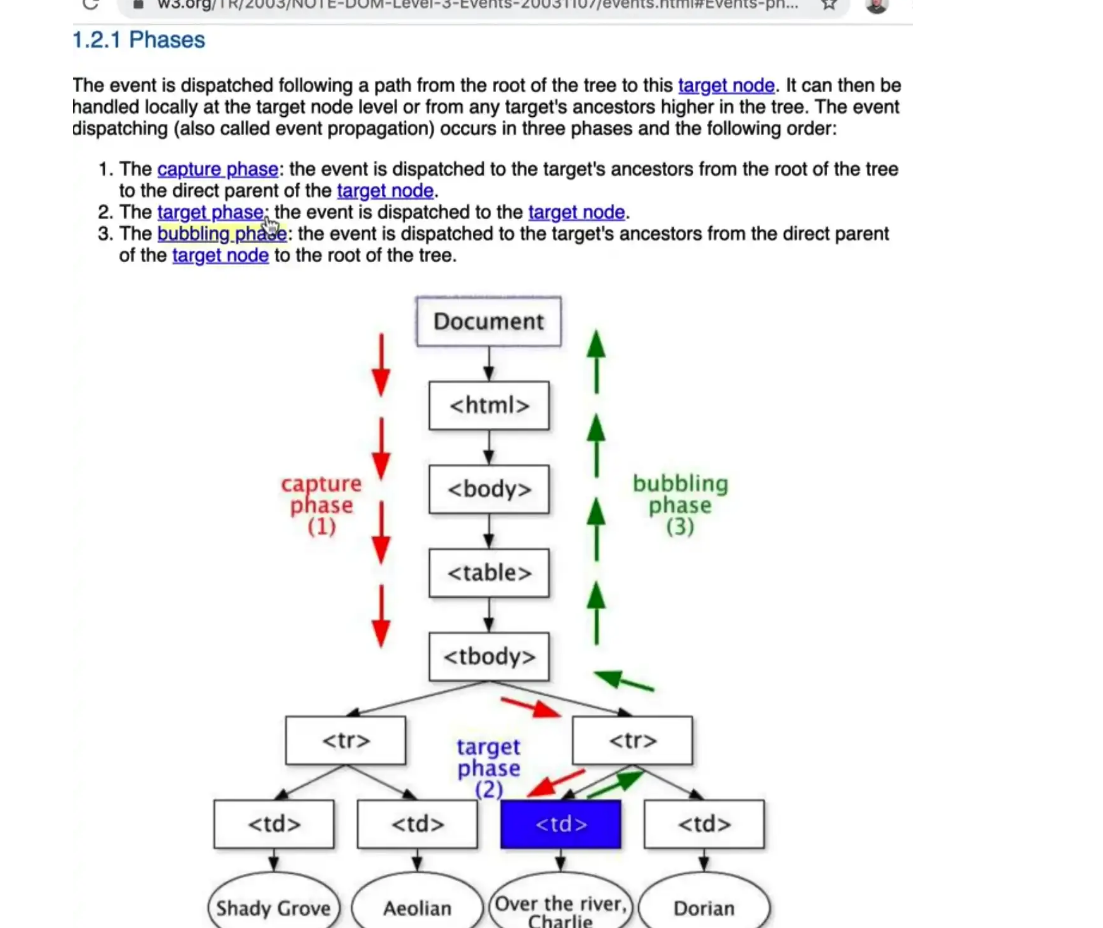 w3.org/TR/2003/NOTE-DOM-Level-3-Events-20031107/events.html#Events-ph...
1.2.1 Phases
The event is dispatched following a path from the root of the tree to this target node. It can then be
handled locally at the target node level or from any target's ancestors higher in the tree. The event
dispatching (also called event propagation) occurs in three phases and the following order:
1. The capture phase: the event is dispatched to the target's ancestors from the root of the tree
to the direct parent of the target node.
2. The target phase: the event is dispatched to the target node.
3. The bubbling phase: the event is dispatched to the target's ancestors from the direct parent
of the target node to the root of the tree.
Document
<html>
capture
phase
(1)
<body>
bubbling
phase
(3)
<table>
<tbody>
<tr>
target
phase
(2)
<tr>
<td>
<td>
<td>
<td>
Shady Grove
Aeolian
Over the river,
Charlie
Dorian